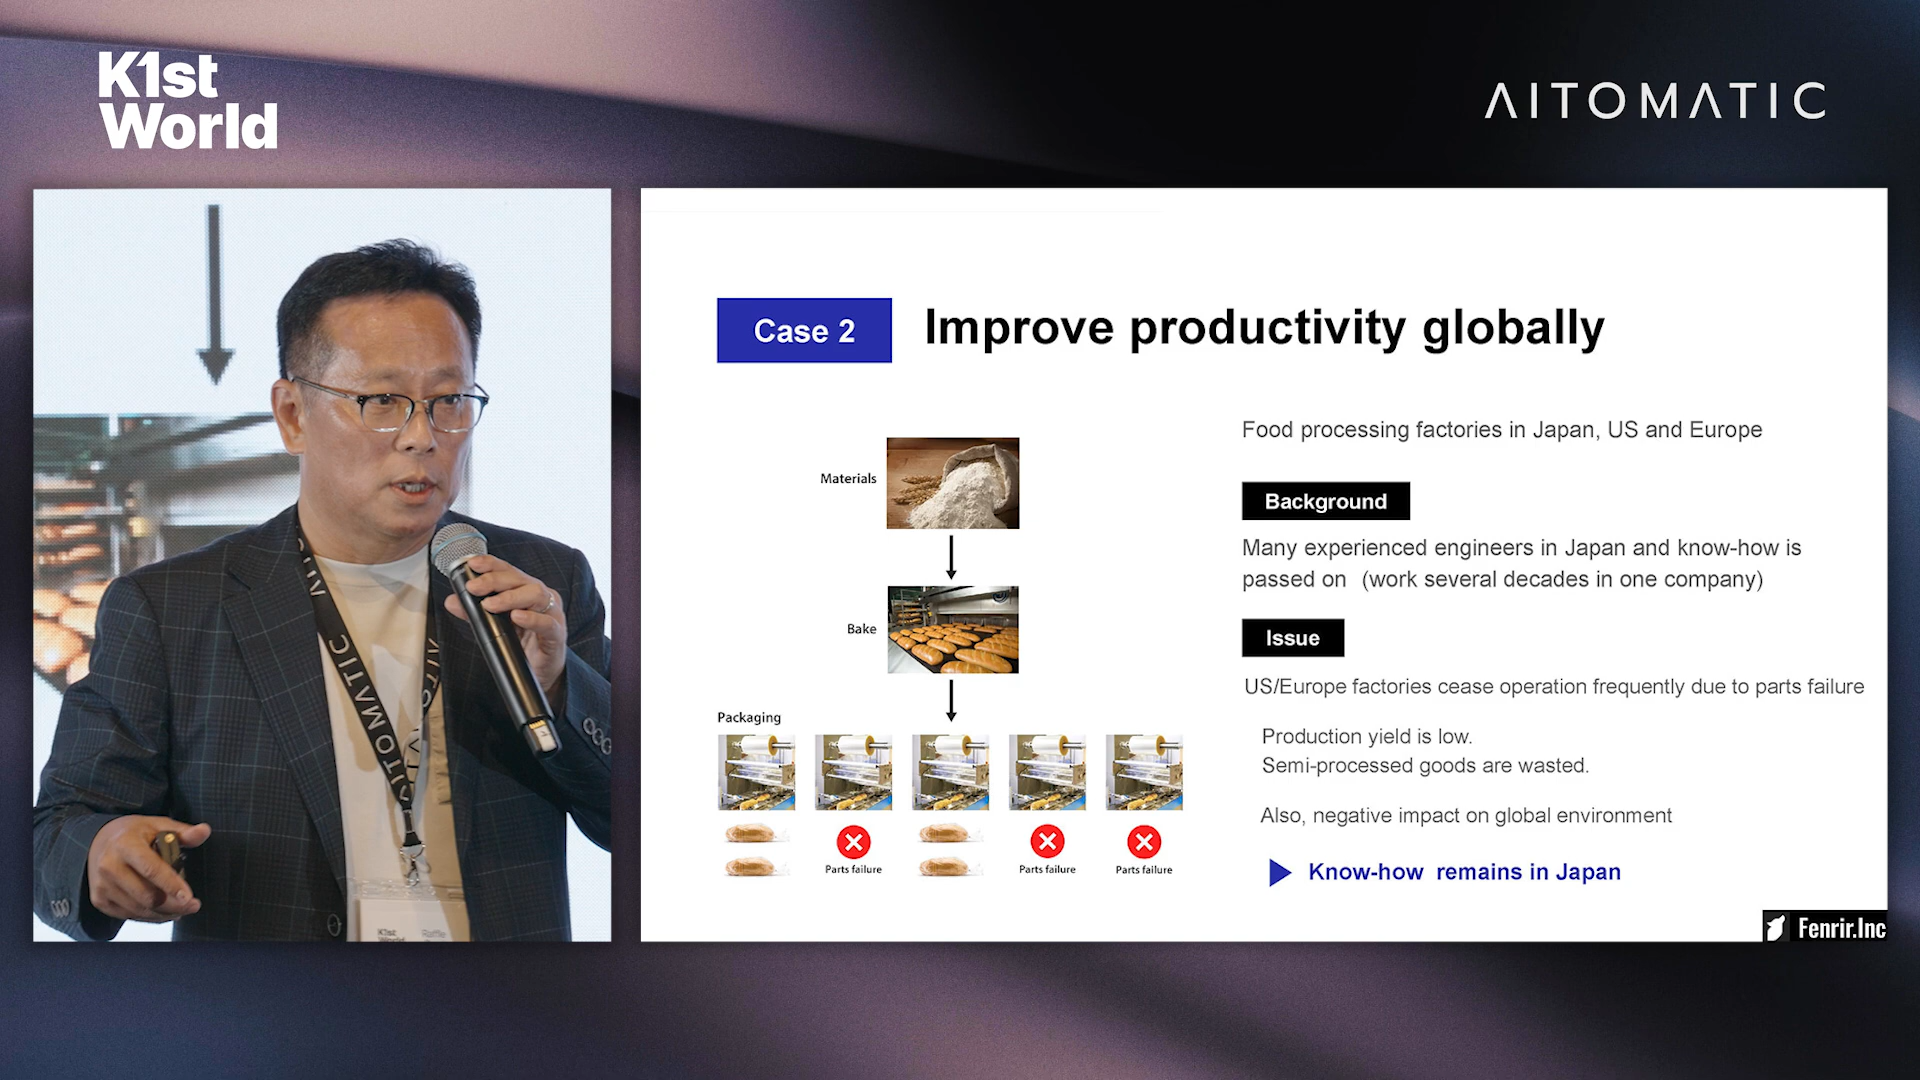 K1st
World
AITOMATIC
Case 2
Improve productivity globally
Food processing factories in Japan, US and Europe
Background
Many experienced engineers in Japan and know-how is
passed on (work several decades in one company)
Issue
US/Europe factories cease operation frequently due to parts failure
Production yield is low.
Semi-processed goods are wasted.
Also, negative impact on global environment
Know-how remains in Japan
Materials
Bake
Packaging
Parts failure
Parts failure
Parts failure
Fenrir.Inc
AITOMATIC
K1st
World
Raffle